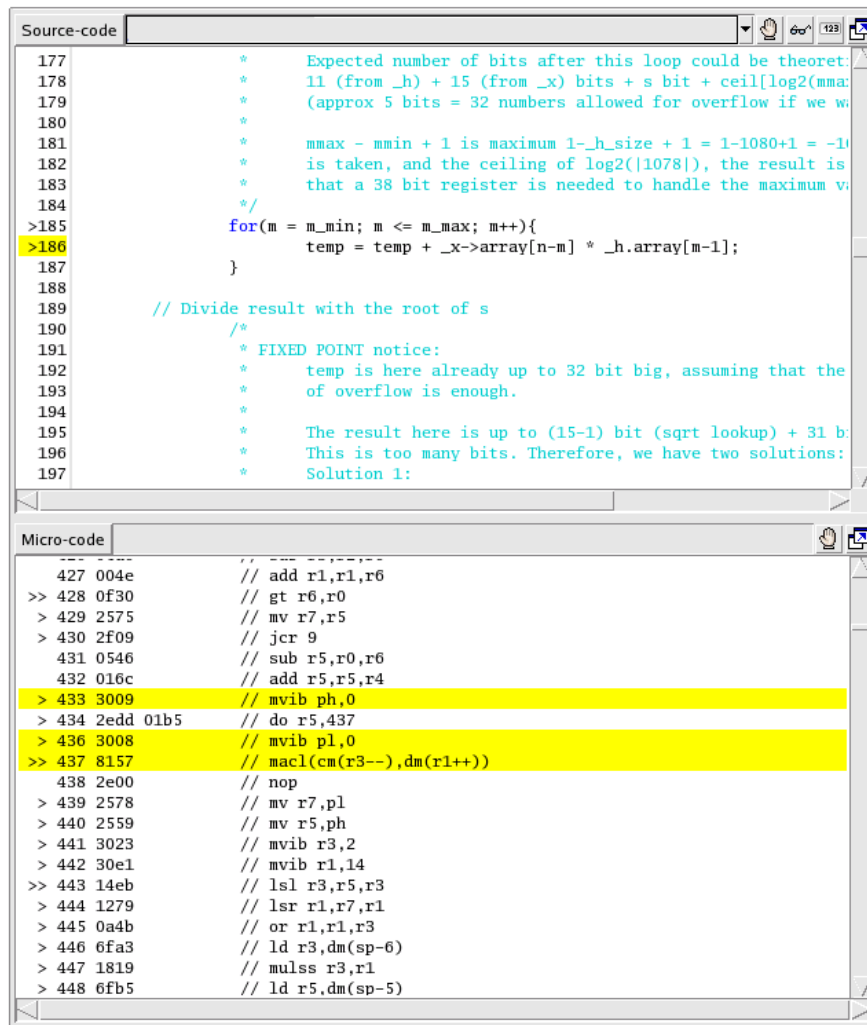 Source-code
123
177 * Expected number of bits after this loop could be theoret
178 * 11 (from _h) + 15 (from _x) bits + s bit + ceil[log2(mma
179 * (approx 5 bits = 32 numbers allowed for overflow if we wa
180 *
181 * mmax - mmin + 1 is maximum 1-_h_size + 1 = 1-1080+1 = -10
182 * is taken, and the ceiling of log2(|1078|), the result is
183 * that a 38 bit register is needed to handle the maximum va
184 */
>185 for(m = m_min; m <= m_max; m++){
>186 temp = temp + _x->array[n-m] * _h.array[m-1];
187 }
188
189 // Divide result with the root of s
190 /*
191 * FIXED POINT notice:
192 * temp is here already up to 32 bit big, assuming that the
193 * of overflow is enough.
194 *
195 * The result here is up to (15-1) bit (sqrt lookup) + 31 b
196 * This is too many bits. Therefore, we have two solutions:
197 * Solution 1:
Micro-code
427 004e // add r1,r1,r6
>> 428 0f30 // gt r6,r0
> 429 2575 // mv r7,r5
> 430 2f09 // jcr 9
431 0546 // sub r5,r0,r6
432 016c // add r5,r5,r4
> 433 3009 // mvib ph,0
> 434 2edd 01b5 // do r5,437
> 436 3008 // mvib pl,0
>> 437 8157 // macl(cm(r3--),dm(r1++))
438 2e00 // nop
> 439 2578 // mv r7,pl
> 440 2559 // mv r5,ph
> 441 3023 // mvib r3,2
> 442 30e1 // mvib r1,14
>> 443 14eb // lsl r3,r5,r3
> 444 1279 // lsr r1,r7,r1
> 445 0a4b // or r1,r1,r3
> 446 6fa3 // ld r3,dm(sp-6)
> 447 1819 // mulss r3,r1
> 448 6fb5 // ld r5,dm(sp-5)